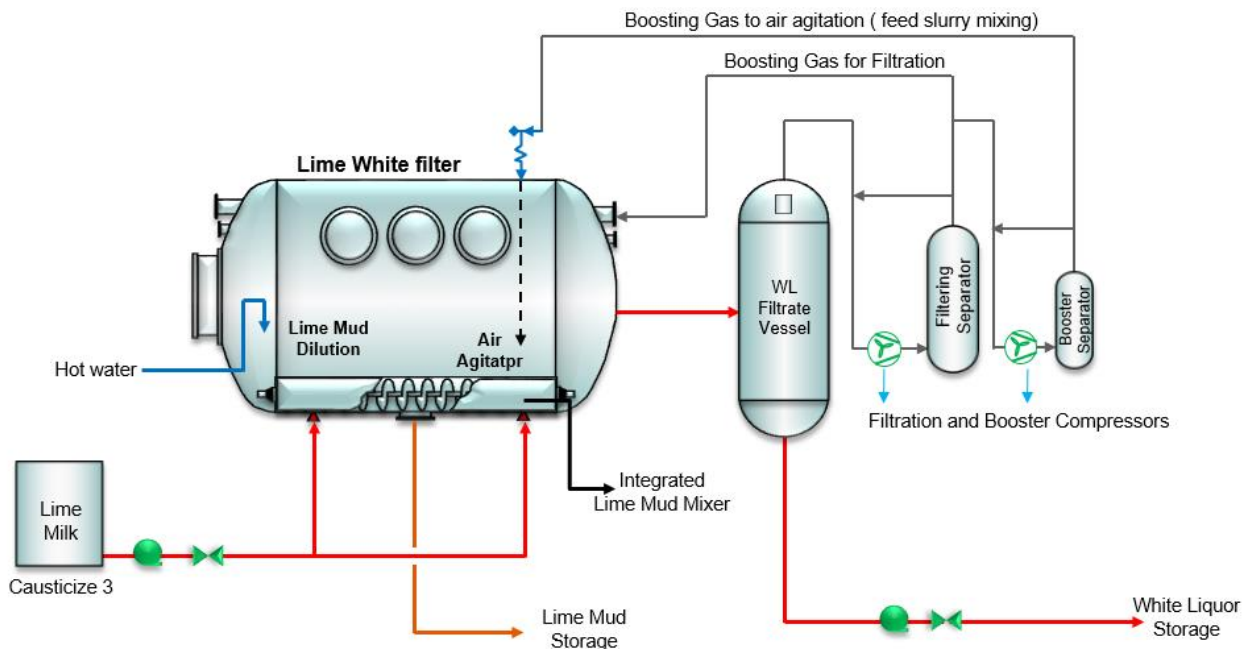 Boosting Gas to air agitation ( feed slurry mixing)
Boosting Gas for Filtration
Lime White filter
Lime Mud
Dilution
Air
Agitatpr
Hot water
WL
Filtrate
Vessel
Filtering
Separator
Booster
Separator
Filtration and Booster Compressors
Integrated
Lime Mud Mixer
Lime
Milk
Causticize 3
Lime Mud
Storage
White Liquor
Storage